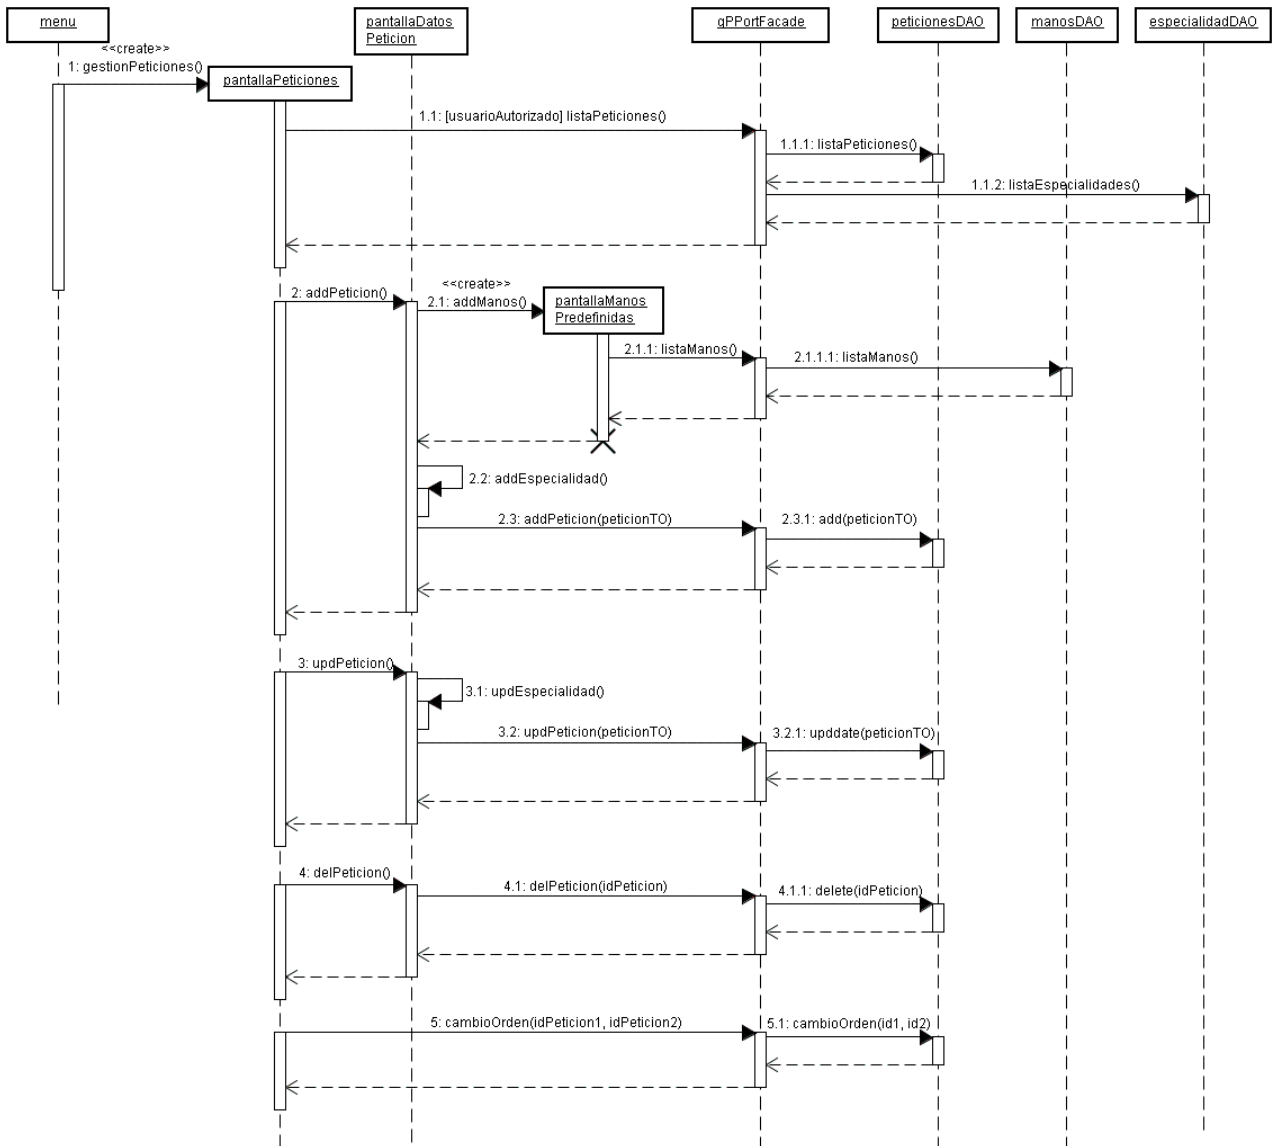 menu
pantallaDatos
Peticion
qPPortFacade
peticionesDAO
manosDAO
especialidadDAO
<<create>>
1: gestionPeticiones()
pantallaPeticiones
1.1: [usuarioAutorizado] listaPeticiones()
1.1.1: listaPeticiones()
1.1.2: listaEspecialidades()
2: addPeticion()
<<create>>
2.1: addManos()
pantallaManos
Predefinidas
2.1.1: listaManos()
2.1.1.1: listaManos()
2.2: addEspecialidad()
2.3: addPeticion(peticionTO)
2.3.1: add(peticionTO)
3: updPeticion()
3.1: updEspecialidad()
3.2: updPeticion(peticionTO)
3.2.1: upddate(peticionTO)
4: delPeticion()
4.1: delPeticion(idPeticion)
4.1.1: delete(idPeticion)
5: cambioOrden(idPeticion1, idPeticion2)
5.1: cambioOrden(id1, id2)